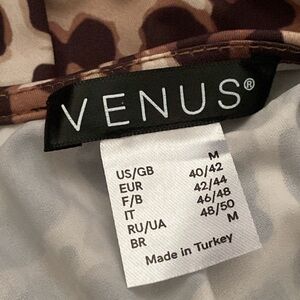 VENUS®
M
US/GB 40/42
EUR 42/44
F/B 46/48
IT 48/50
RU/UA M
BR
Made in Turkey